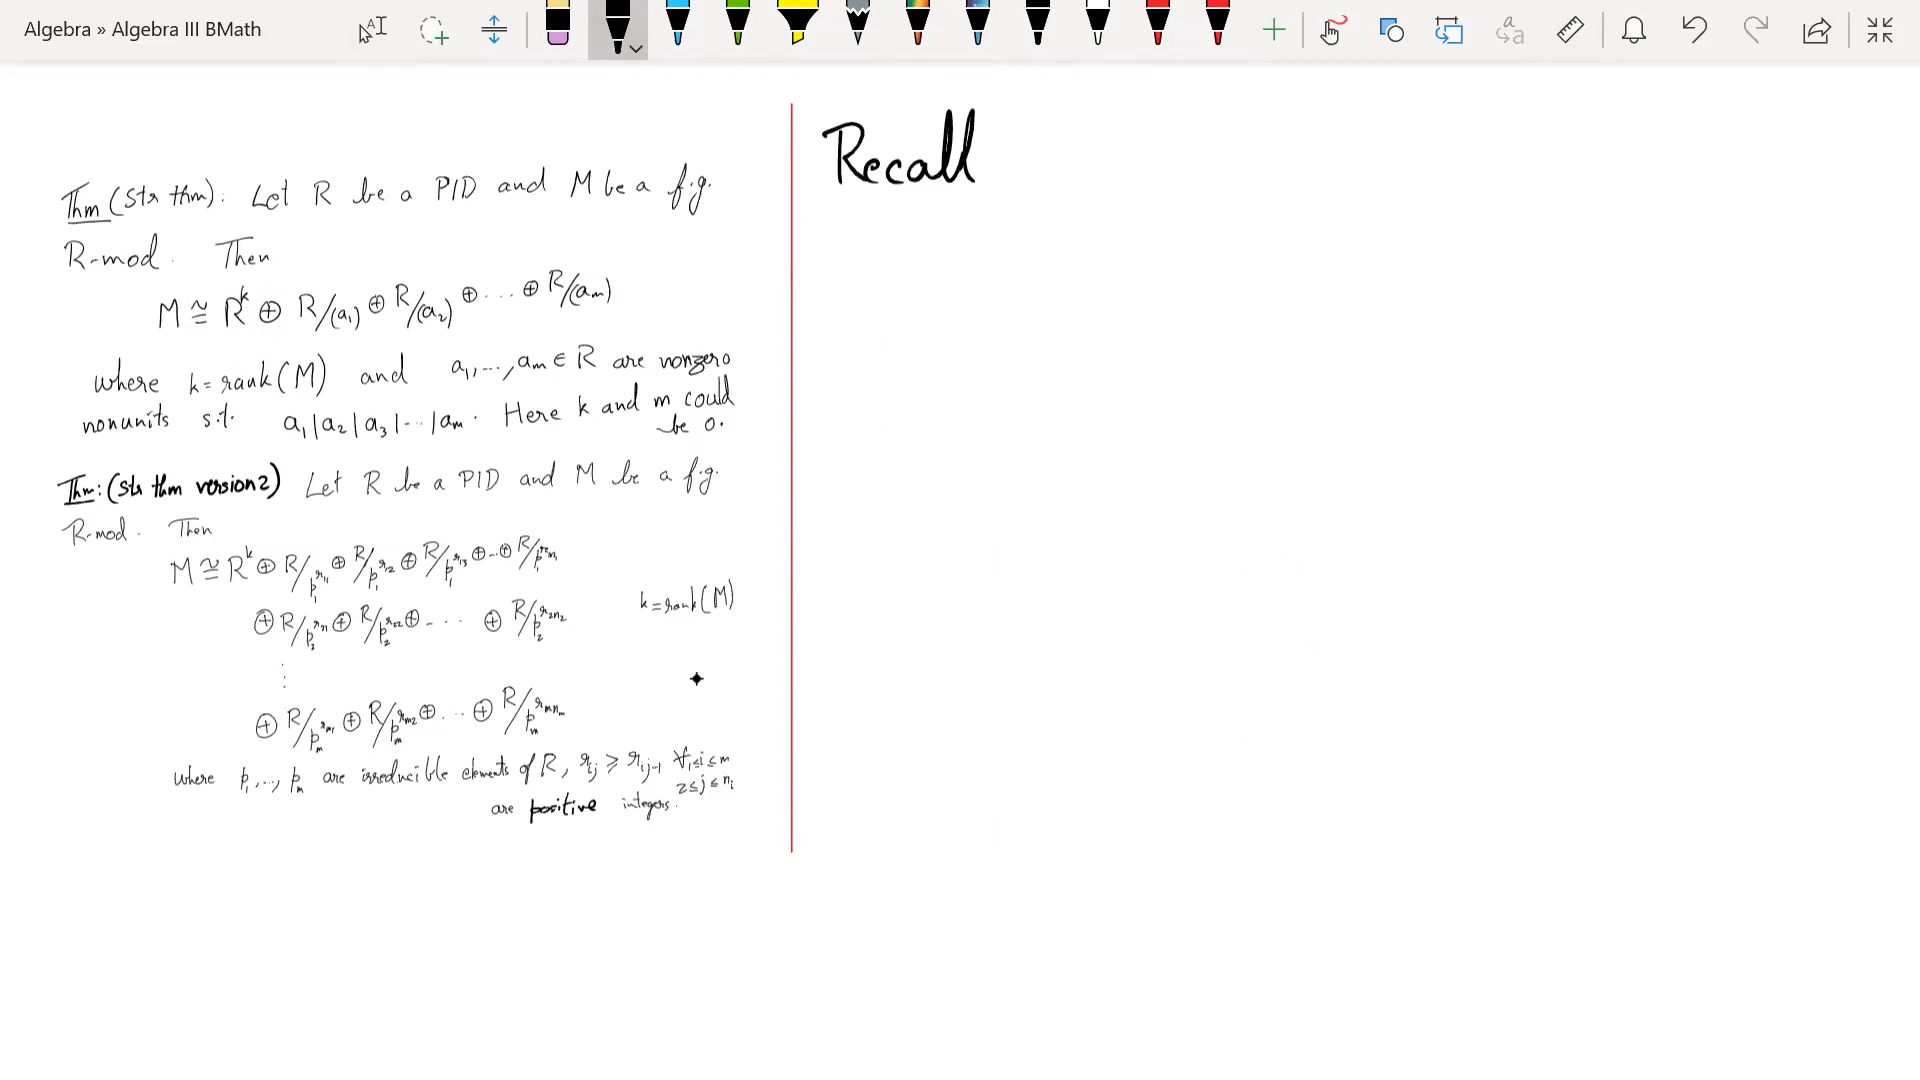 Algebra » Algebra III BMath
Thm (Str thm): Let R be a PID and M be a f.g.
R-mod. Then
M ≅ R^k ⊕ R/(a₁) ⊕ R/(a₂) ⊕ ... ⊕ R/(aₘ)
where k = rank(M) and a₁,...,aₘ ∈ R are nonzero
nonunits s.t. a₁|a₂|a₃|...|aₘ. Here k and m could
be 0.
Thm: (Str thm version 2) Let R be a PID and M be a f.g.
R-mod. Then
M ≅ R^k ⊕ R/p₁^{r₁₁} ⊕ R/p₁^{r₁₂} ⊕ R/p₁^{r₁₃} ⊕ ... ⊕ R/p₁^{r₁n₁}
⊕ R/p₂^{r₂₁} ⊕ R/p₂^{r₂₂} ⊕ ... ⊕ R/p₂^{r₂n₂} k = rank(M)
⋮
⊕ R/pₘ^{rₘ₁} ⊕ R/pₘ^{rₘ₂} ⊕ ... ⊕ R/pₘ^{rₘnₘ}
where p₁,...,pₘ are irreducible elements of R, r_{ij} ≥ r_{ij-1} ∀ 1≤i≤m
2≤j≤nᵢ
are positive integers.
Recall